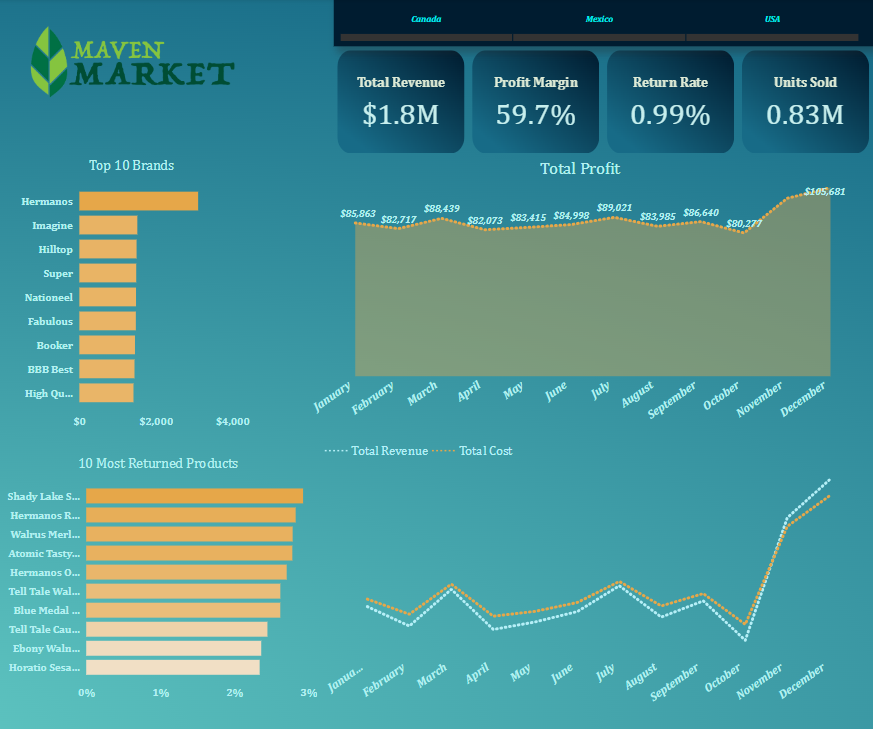 MAVEN
MARKET
Canada
Mexico
USA
Total Revenue
$1.8M
Profit Margin
59.7%
Return Rate
0.99%
Units Sold
0.83M
Top 10 Brands
Hermanos
Imagine
Hilltop
Super
Nationeel
Fabulous
Booker
BBB Best
High Qu...
$0
$2,000
$4,000
Total Profit
$85,863
$82,717
$88,439
$82,073
$83,415
$84,998
$89,021
$83,985
$86,640
$80,277
$105,681
January
February
March
April
May
June
July
August
September
October
November
December
10 Most Returned Products
Shady Lake S...
Hermanos R...
Walrus Merl...
Atomic Tasty...
Hermanos O...
Tell Tale Wal...
Blue Medal ...
Tell Tale Cau...
Ebony Waln...
Horatio Sesa...
0%
1%
2%
3%
Total Revenue
Total Cost
Janua...
February
March
April
May
June
July
August
September
October
November
December